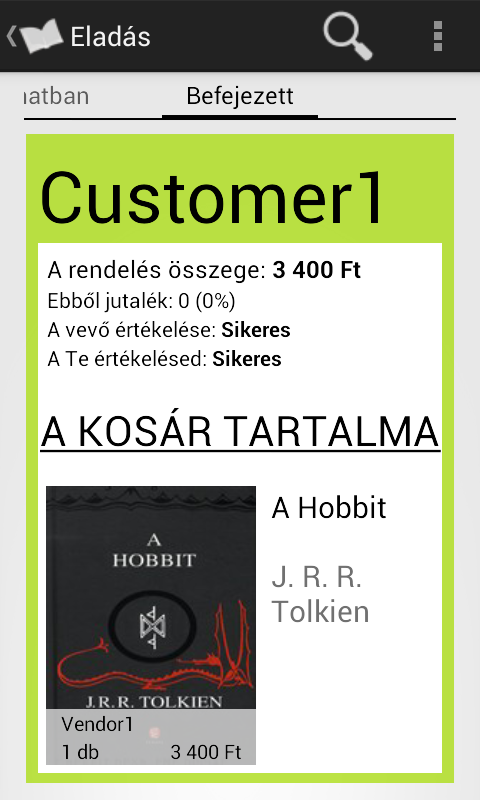 Eladás
natban
Befejezett
Customer1
A rendelés összege: 3 400 Ft
Ebből jutalék: 0 (0%)
A vevő értékelése: Sikeres
A Te értékelésed: Sikeres
A KOSÁR TARTALMA
A
HOBBIT
J.R.R. TOLKIEN
Vendor1
1 db 3 400 Ft
A Hobbit
J. R. R.
Tolkien